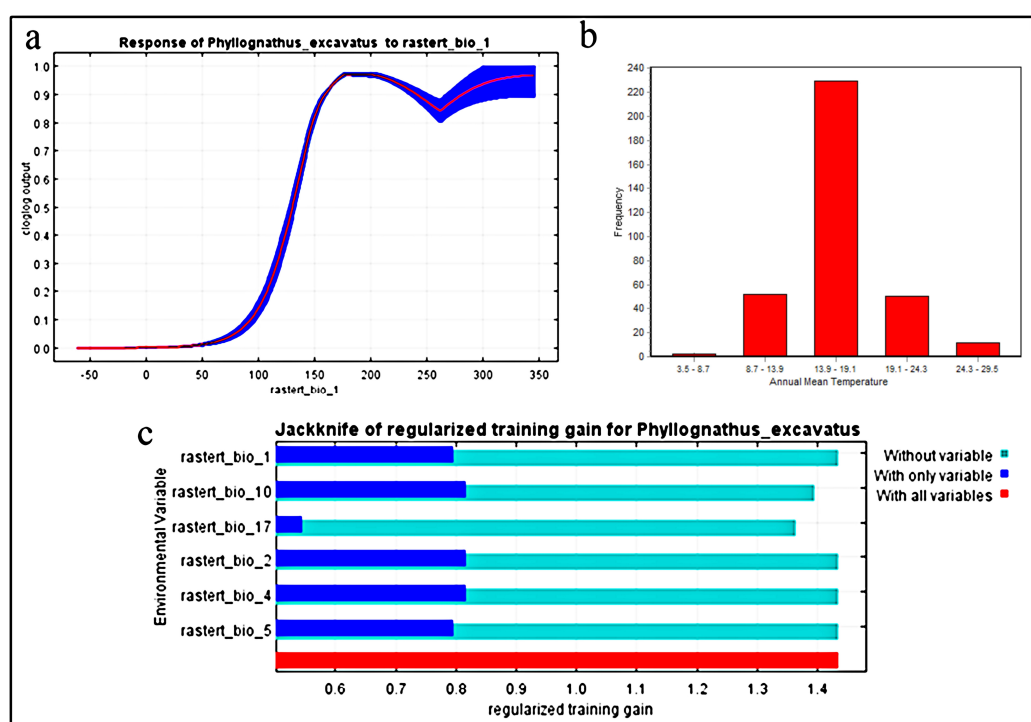 a
Response of Phyllognathus_excavatus to rastert_bio_1
cloglog output
1 0
0 9
0 8
0 7
0 6
0 5
0 4
0 3
0 2
0 1
0 0
-50 0 50 100 150 200 250 300 350
rastert_bio_1
b
Frequency
240
220
200
180
160
140
120
100
80
60
40
20
0
3.5 - 8.7 8.7 - 13.9 13.9 - 19.1 19.1 - 24.3 24.3 - 29.5
Annual Mean Temperature
c
Jackknife of regularized training gain for Phyllognathus_excavatus
Environmental Variable
rastert_bio_1
rastert_bio_10
rastert_bio_17
rastert_bio_2
rastert_bio_4
rastert_bio_5
0.6 0.7 0.8 0.9 1.0 1.1 1.2 1.3 1.4
regularized training gain
Without variable
With only variable
With all variables